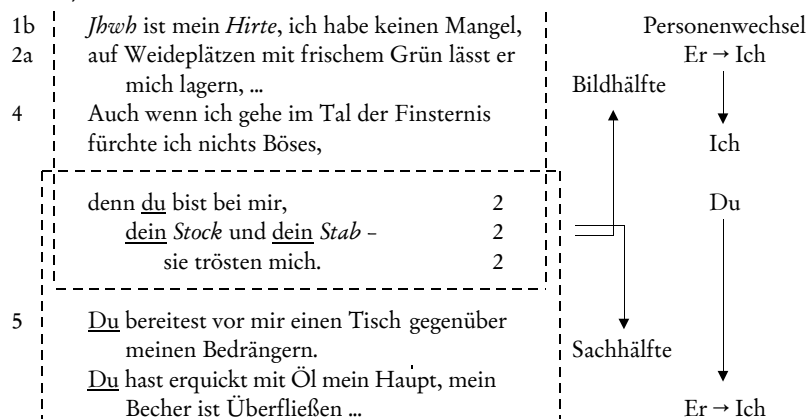 1b Jhwh ist mein Hirte, ich habe keinen Mangel, Personenwechsel
2a auf Weideplätzen mit frischem Grün lässt er Er → Ich
mich lagern, ... Bildhälfte
4 Auch wenn ich gehe im Tal der Finsternis
fürchte ich nichts Böses, Ich
denn du bist bei mir, 2 Du
dein Stock und dein Stab – 2
sie trösten mich. 2
5 Du bereitest vor mir einen Tisch gegenüber
meinen Bedrängern. Sachhälfte
Du hast erquickt mit Öl mein Haupt, mein
Becher ist Überfließen ... Er → Ich